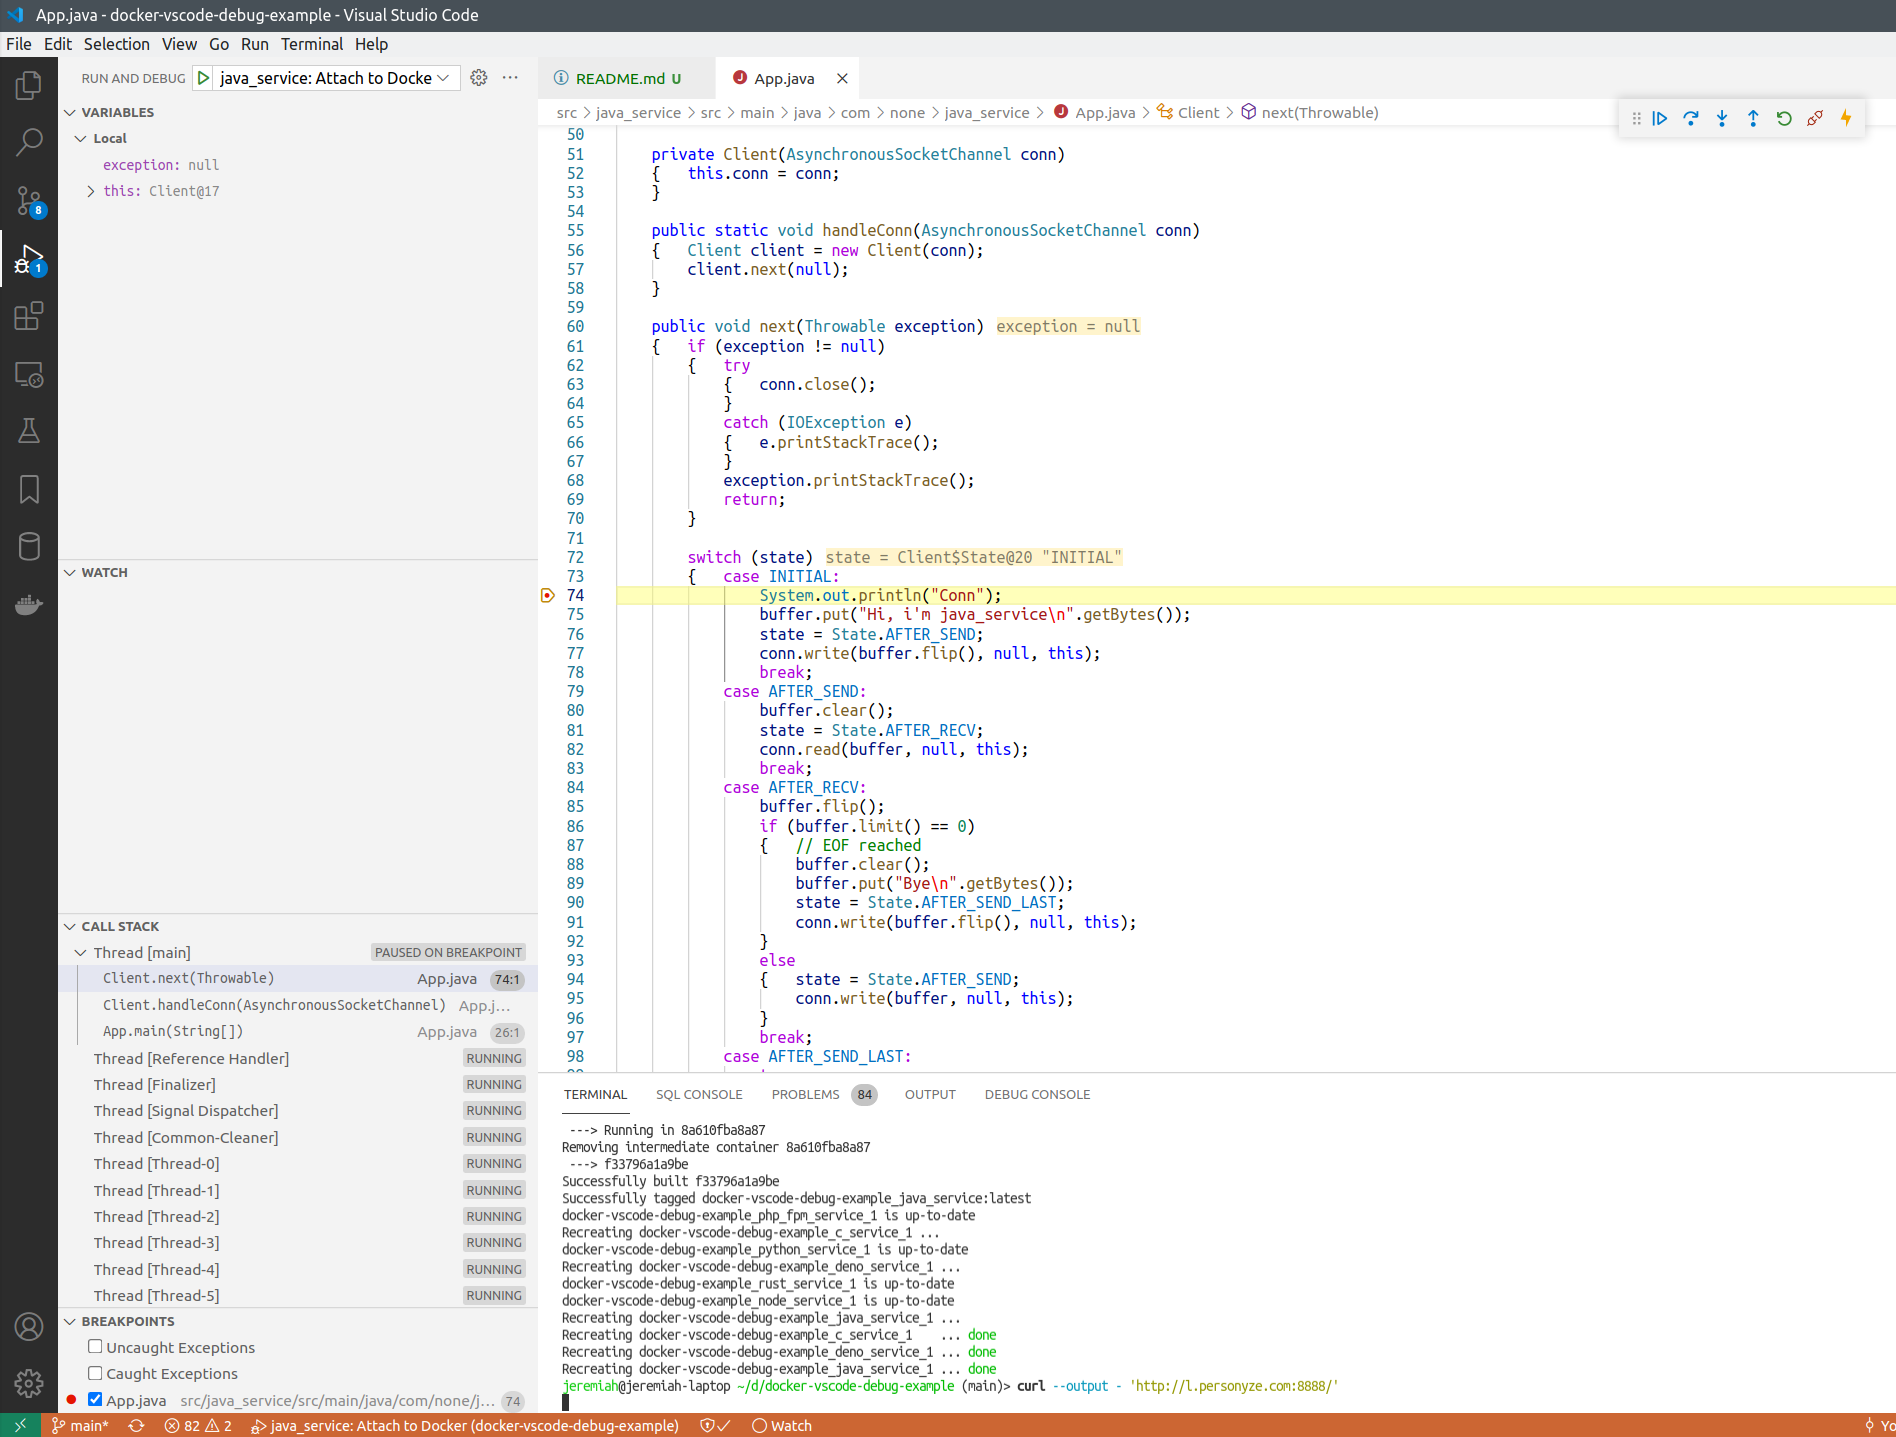 App.java - docker-vscode-debug-example - Visual Studio Code
File Edit Selection View Go Run Terminal Help
RUN AND DEBUG java_service: Attach to Docke
VARIABLES
Local
exception: null
this: Client@17
WATCH
CALL STACK
Thread [main] PAUSED ON BREAKPOINT
Client.next(Throwable) App.java 74:1
Client.handleConn(AsynchronousSocketChannel) App.j...
App.main(String[]) App.java 26:1
Thread [Reference Handler] RUNNING
Thread [Finalizer] RUNNING
Thread [Signal Dispatcher] RUNNING
Thread [Common-Cleaner] RUNNING
Thread [Thread-0] RUNNING
Thread [Thread-1] RUNNING
Thread [Thread-2] RUNNING
Thread [Thread-3] RUNNING
Thread [Thread-4] RUNNING
Thread [Thread-5] RUNNING
BREAKPOINTS
Uncaught Exceptions
Caught Exceptions
App.java src/java_service/src/main/java/com/none/j... 74
8
1
README.md U App.java
src > java_service > src > main > java > com > none > java_service > App.java > Client > next(Throwable)
50
51 private Client(AsynchronousSocketChannel conn)
52 { this.conn = conn;
53 }
54
55 public static void handleConn(AsynchronousSocketChannel conn)
56 { Client client = new Client(conn);
57 client.next(null);
58 }
59
60 public void next(Throwable exception) exception = null
61 { if (exception != null)
62 { try
63 { conn.close();
64 }
65 catch (IOException e)
66 { e.printStackTrace();
67 }
68 exception.printStackTrace();
69 return;
70 }
71
72 switch (state) state = Client$State@20 "INITIAL"
73 { case INITIAL:
74 System.out.println("Conn");
75 buffer.put("Hi, i'm java_service\n".getBytes());
76 state = State.AFTER_SEND;
77 conn.write(buffer.flip(), null, this);
78 break;
79 case AFTER_SEND:
80 buffer.clear();
81 state = State.AFTER_RECV;
82 conn.read(buffer, null, this);
83 break;
84 case AFTER_RECV:
85 buffer.flip();
86 if (buffer.limit() == 0)
87 { // EOF reached
88 buffer.clear();
89 buffer.put("Bye\n".getBytes());
90 state = State.AFTER_SEND_LAST;
91 conn.write(buffer.flip(), null, this);
92 }
93 else
94 { state = State.AFTER_SEND;
95 conn.write(buffer, null, this);
96 }
97 break;
98 case AFTER_SEND_LAST:
TERMINAL SQL CONSOLE PROBLEMS 84 OUTPUT DEBUG CONSOLE
---> Running in 8a610fba8a87
Removing intermediate container 8a610fba8a87
---> f33796a1a9be
Successfully built f33796a1a9be
Successfully tagged docker-vscode-debug-example_java_service:latest
docker-vscode-debug-example_php_fpm_service_1 is up-to-date
Recreating docker-vscode-debug-example_c_service_1 ...
docker-vscode-debug-example_python_service_1 is up-to-date
Recreating docker-vscode-debug-example_deno_service_1 ...
docker-vscode-debug-example_rust_service_1 is up-to-date
docker-vscode-debug-example_node_service_1 is up-to-date
Recreating docker-vscode-debug-example_java_service_1 ...
Recreating docker-vscode-debug-example_c_service_1 ... done
Recreating docker-vscode-debug-example_deno_service_1 ... done
Recreating docker-vscode-debug-example_java_service_1 ... done
jeremiah@jeremiah-laptop ~/d/docker-vscode-debug-example (main)> curl --output - 'http://l.personyze.com:8888/'
main* 82 2 java_service: Attach to Docker (docker-vscode-debug-example) Watch Yo